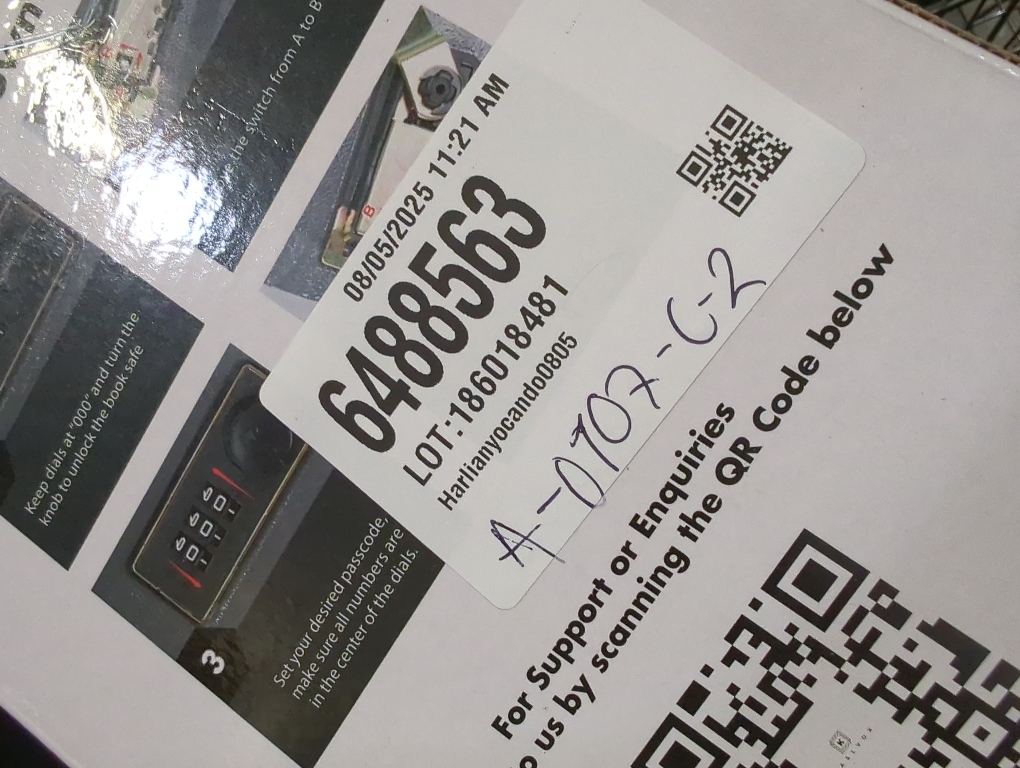 the switch from A to B
Keep dials at "000" and turn the
knob to unlock the book safe
B
08/05/2025 11:21 AM
6488563
LOT:186018481
Harlianyocando0805
A-0707-C-2
000
3
Set your desired passcode,
make sure all numbers are
in the center of the dials.
For Support or Enquiries
us by scanning the QR Code below
K